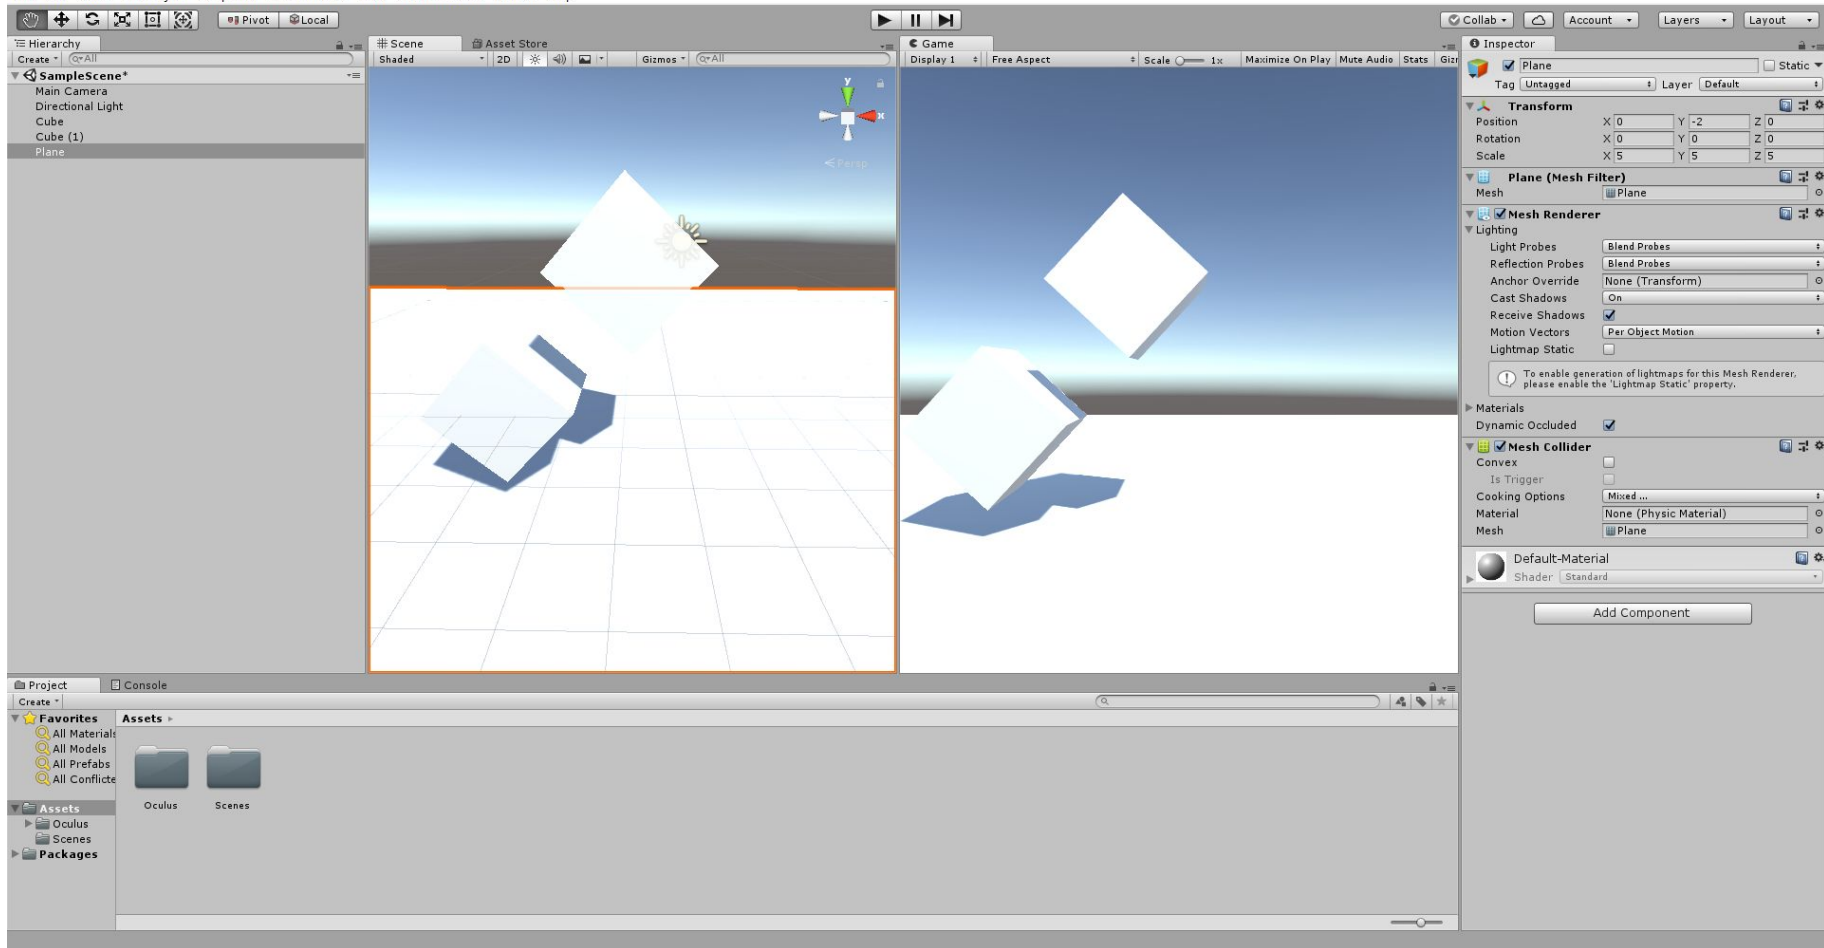 Pivot Local Collab Account Layers Layout
Hierarchy
Create All
SampleScene*
Main Camera
Directional Light
Cube
Cube (1)
Plane
Scene Asset Store
Shaded 2D Gizmos All
y
x
Persp
Game
Display 1 Free Aspect Scale 1x Maximize On Play Mute Audio Stats Giz
Inspector
Plane Static
Tag Untagged Layer Default
Transform
Position X 0 Y -2 Z 0
Rotation X 0 Y 0 Z 0
Scale X 5 Y 5 Z 5
Plane (Mesh Filter)
Mesh Plane
Mesh Renderer
Lighting
Light Probes Blend Probes
Reflection Probes Blend Probes
Anchor Override None (Transform)
Cast Shadows On
Receive Shadows
Motion Vectors Per Object Motion
Lightmap Static
To enable generation of lightmaps for this Mesh Renderer,
please enable the 'Lightmap Static' property.
Materials
Dynamic Occluded
Mesh Collider
Convex
Is Trigger
Cooking Options Mixed ...
Material None (Physic Material)
Mesh Plane
Default-Material
Shader Standard
Add Component
Project Console
Create
Favorites
All Materials
All Models
All Prefabs
All Conflicte
Assets
Oculus
Scenes
Packages
Assets
Oculus Scenes